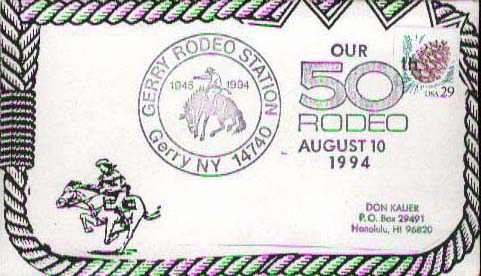 GERRY RODEO STATION
1945 1994
Gerry NY 14740
OUR
50th
RODEO
AUGUST 10
1994
USA 29
DON KAUER
P.O. Box 29491
Honolulu, HI 96820